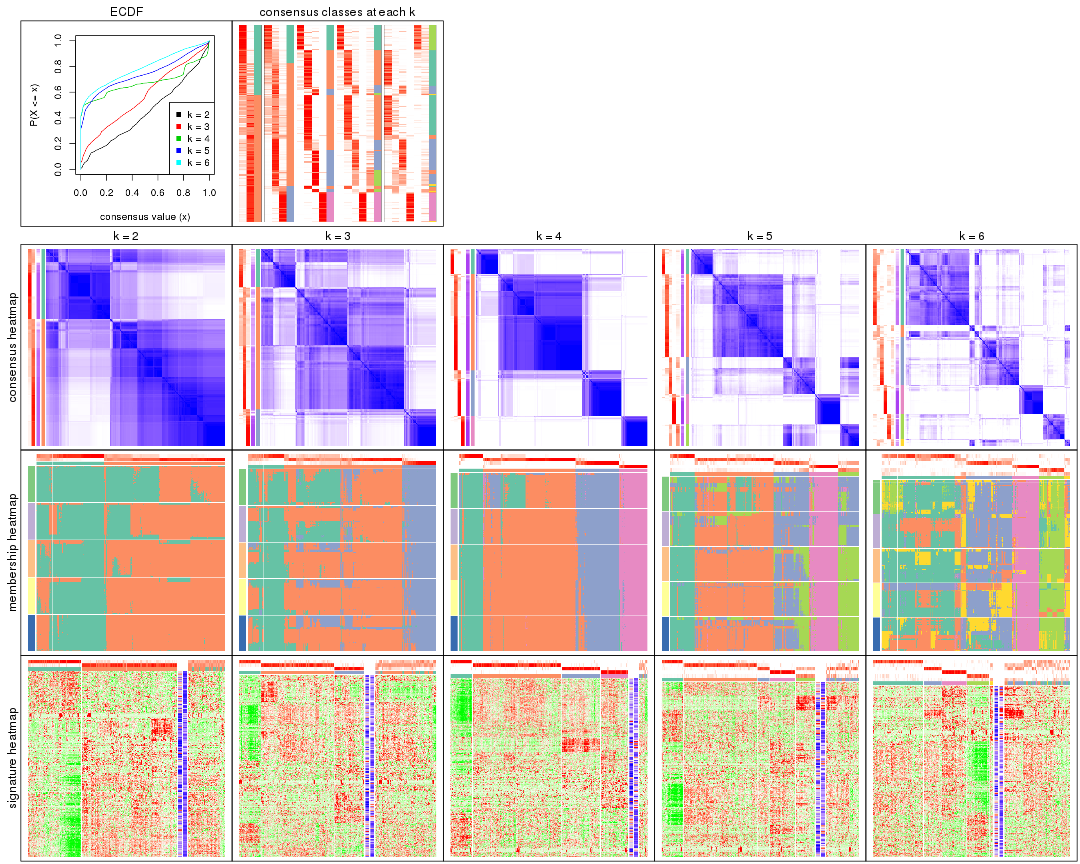 ECDF
consensus classes at each k
P(X <= x)
1.0
0.8
0.6
0.4
0.2
0.0
k = 2
k = 3
k = 4
k = 5
k = 6
0.0 0.2 0.4 0.6 0.8 1.0
consensus value (x)
k = 2 k = 3 k = 4 k = 5 k = 6
consensus heatmap
membership heatmap
signature heatmap